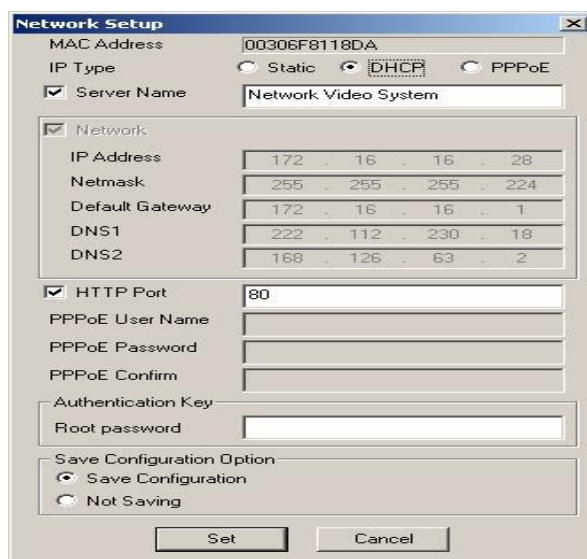 Network Setup
MAC Address 00306F8118DA
IP Type Static DHCP PPPoE
Server Name Network Video System
Network
IP Address 172 . 16 . 16 . 28
Netmask 255 . 255 . 255 . 224
Default Gateway 172 . 16 . 16 . 1
DNS1 222 . 112 . 230 . 18
DNS2 168 . 126 . 63 . 2
HTTP Port 80
PPPoE User Name
PPPoE Password
PPPoE Confirm
Authentication Key
Root password
Save Configuration Option
Save Configuration
Not Saving
Set Cancel